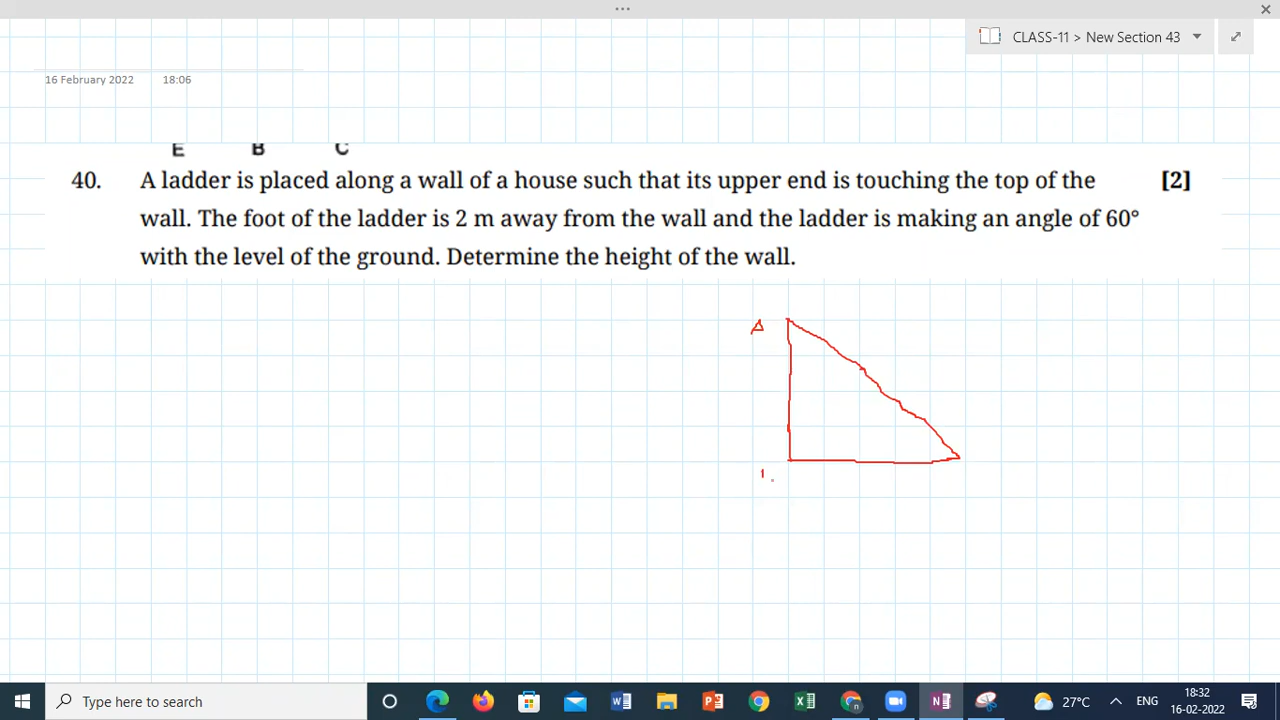 CLASS-11 > New Section 43
16 February 2022 18:06
E B C
40. A ladder is placed along a wall of a house such that its upper end is touching the top of the [2]
wall. The foot of the ladder is 2 m away from the wall and the ladder is making an angle of 60°
with the level of the ground. Determine the height of the wall.
A
Type here to search
27°C ENG 18:32
16-02-2022